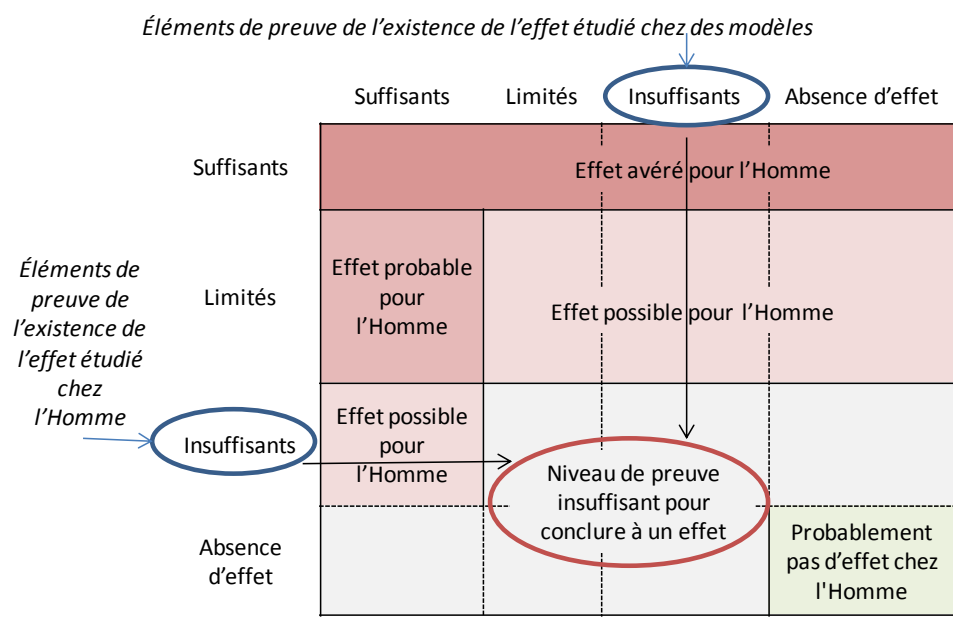 Éléments de preuve de l'existence de l'effet étudié chez des modèles
Suffisants Limités Insuffisants Absence d'effet
Suffisants
Effet avéré pour l'Homme
Éléments de
preuve de
l'existence de
l'effet étudié
chez
l'Homme
Limités
Effet probable
pour
l'Homme
Effet possible pour l'Homme
Insuffisants
Effet possible
pour
l'Homme
Niveau de preuve
insuffisant pour
conclure à un effet
Absence
d'effet
Probablement
pas d'effet chez
l'Homme